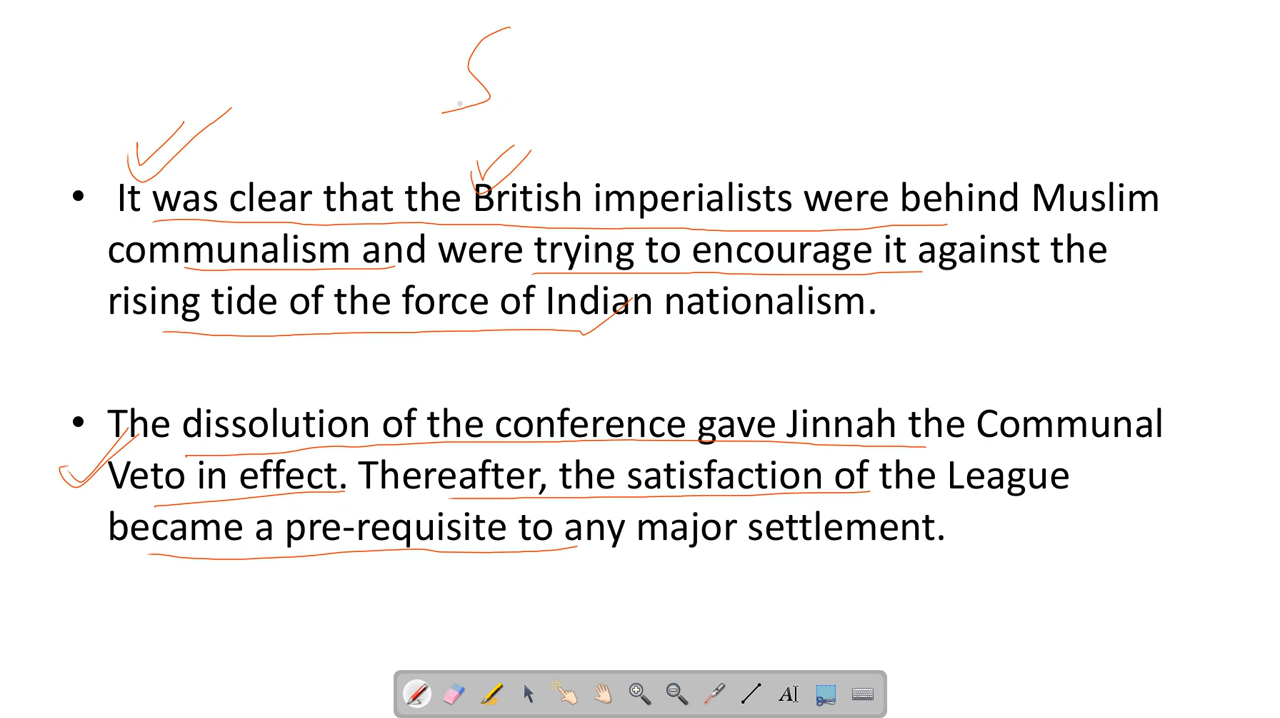 • It was clear that the British imperialists were behind Muslim
communalism and were trying to encourage it against the
rising tide of the force of Indian nationalism.
• The dissolution of the conference gave Jinnah the Communal
Veto in effect. Thereafter, the satisfaction of the League
became a pre-requisite to any major settlement.